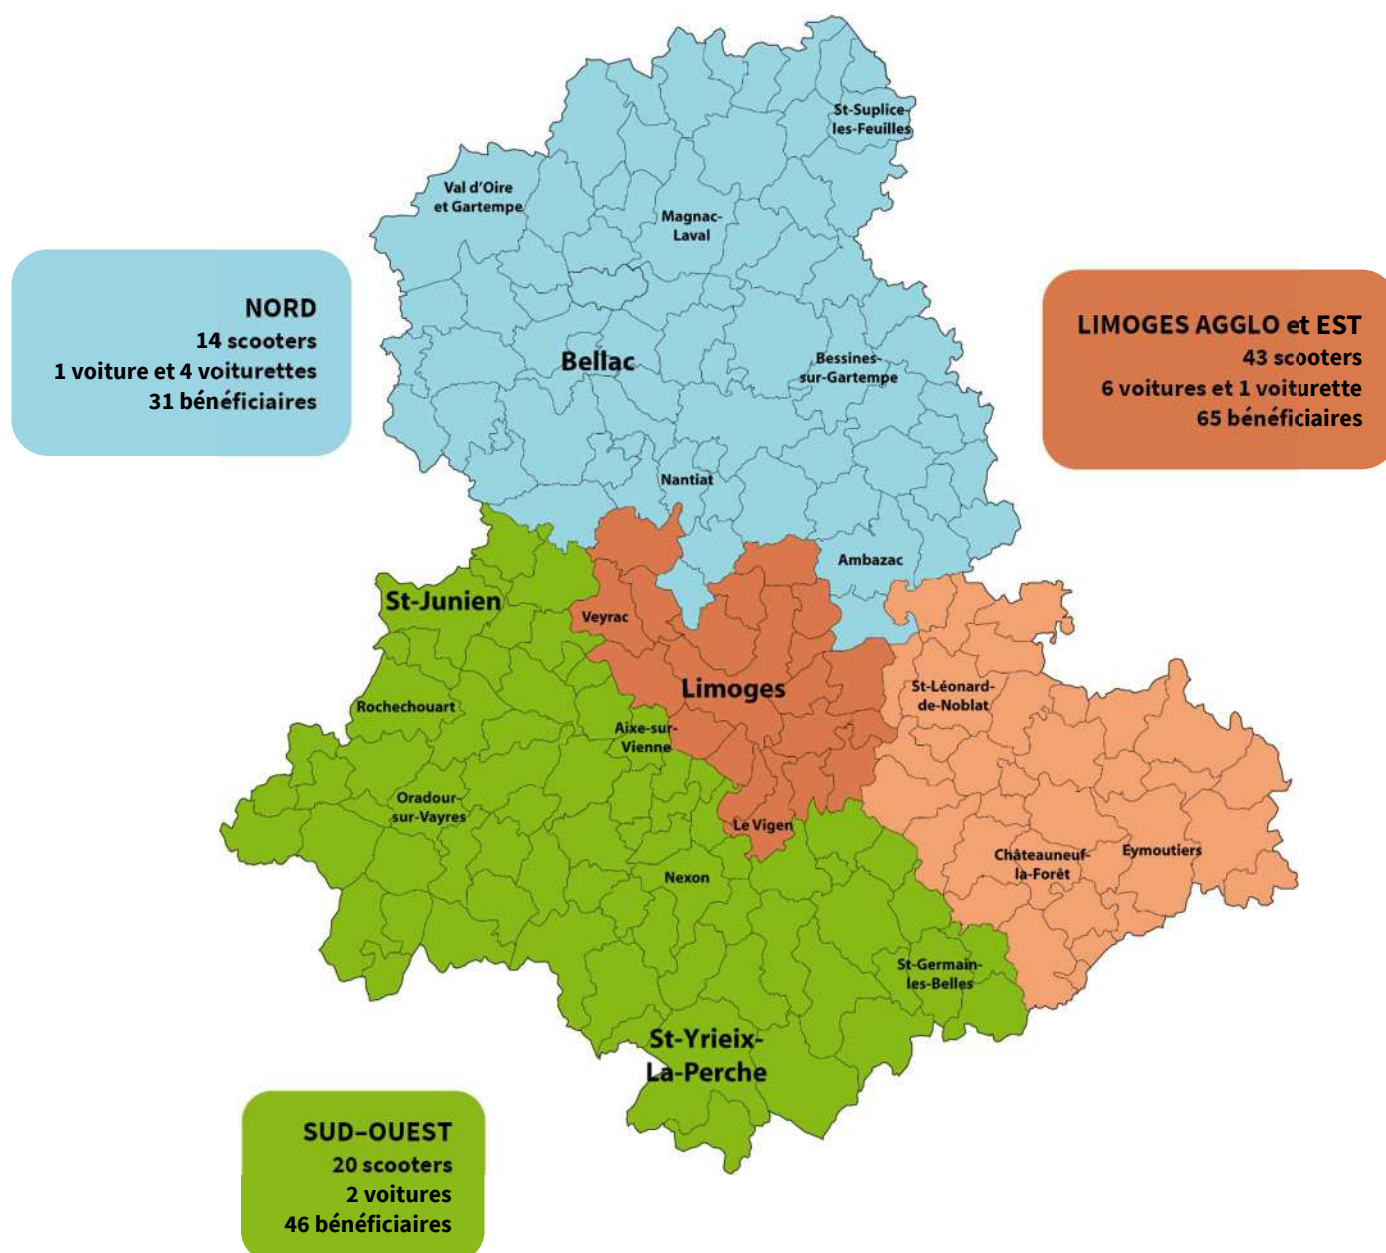 St-Suplice-
les-Feuilles
Val d'Oire
et Gartempe
Magnac-
Laval
NORD
14 scooters
1 voiture et 4 voiturettes
31 bénéficiaires
LIMOGES AGGLO et EST
43 scooters
6 voitures et 1 voiturette
65 bénéficiaires
Bellac
Bessines-
sur-Gartempe
Nantiat
Ambazac
St-Junien
Veyrac
Limoges
St-Léonard-
de-Noblat
Rochechouart
Aixe-sur-
Vienne
Oradour-
sur-Vayres
Le Vigen
Châteauneuf-
la-Forêt
Eymoutiers
Nexon
St-Germain-
les-Belles
St-Yrieix-
La-Perche
SUD-OUEST
20 scooters
2 voitures
46 bénéficiaires